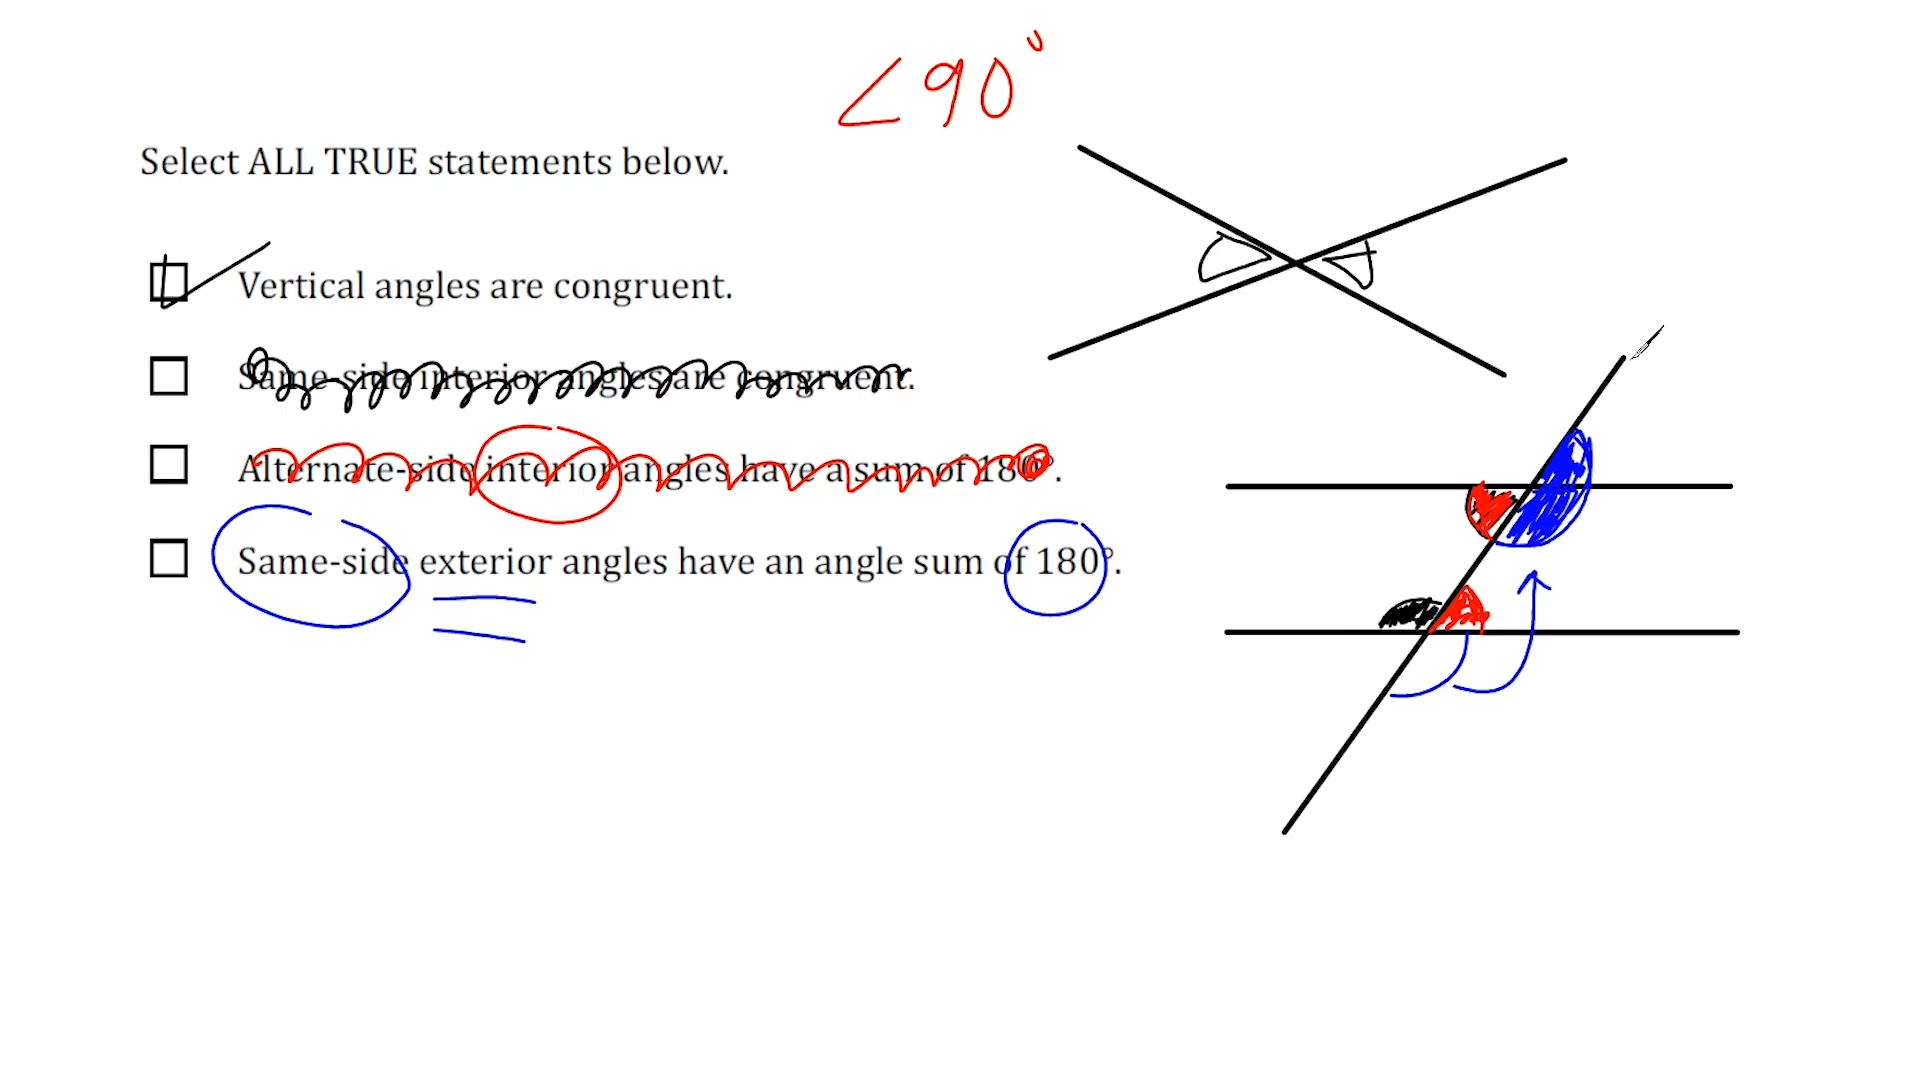 <90°
Select ALL TRUE statements below.
Vertical angles are congruent.
Same-side interior angles are congruent.
Alternate-side interior angles have a sum of 180°.
Same-side exterior angles have an angle sum of 180°.